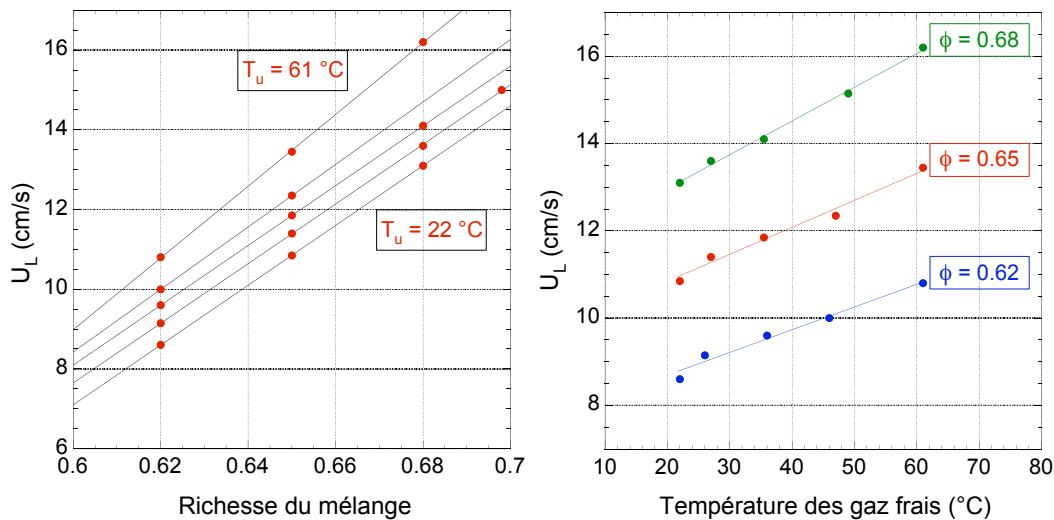 16
14
12
10
8
6
U_L (cm/s)
T_u = 61 °C
T_u = 22 °C
0.6 0.62 0.64 0.66 0.68 0.7
Richesse du mélange
16
14
12
10
8
U_L (cm/s)
ϕ = 0.68
ϕ = 0.65
ϕ = 0.62
10 20 30 40 50 60 70 80
Température des gaz frais (°C)